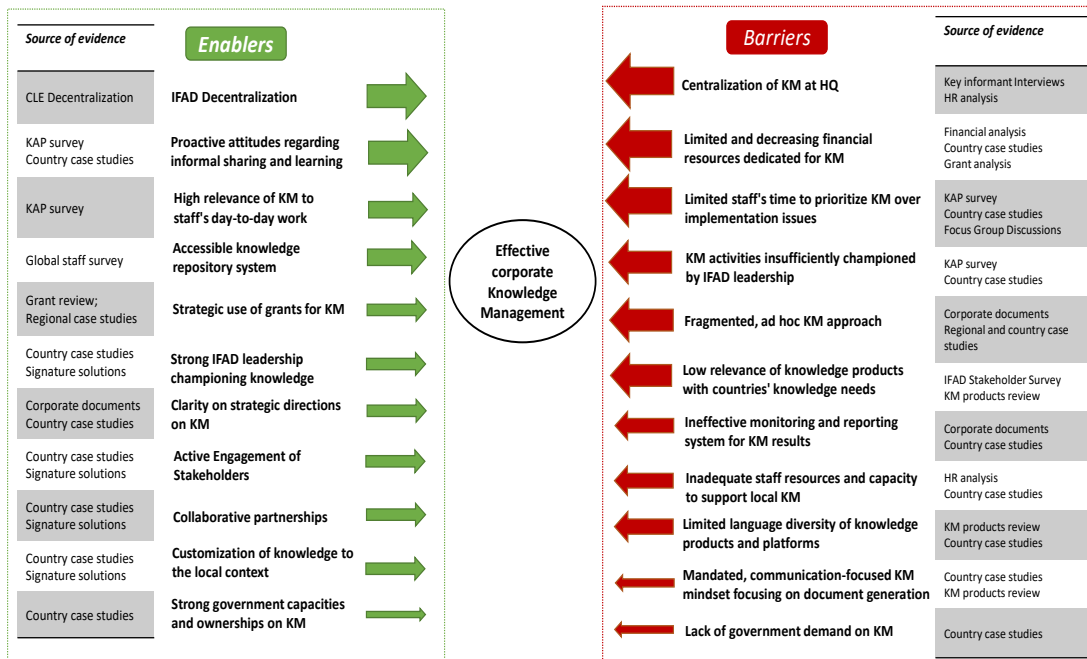 Source of evidence
Enablers
CLE Decentralization
IFAD Decentralization
KAP survey
Country case studies
Proactive attitudes regarding
informal sharing and learning
KAP survey
High relevance of KM to
staff's day-to-day work
Global staff survey
Accessible knowledge
repository system
Grant review;
Regional case studies
Strategic use of grants for KM
Country case studies
Signature solutions
Strong IFAD leadership
championing knowledge
Corporate documents
Country case studies
Clarity on strategic directions
on KM
Country case studies
Signature solutions
Active Engagement of
Stakeholders
Country case studies
Signature solutions
Collaborative partnerships
Country case studies
Signature solutions
Customization of knowledge to
the local context
Country case studies
Strong government capacities
and ownerships on KM
Effective
corporate
Knowledge
Management
Barriers
Source of evidence
Centralization of KM at HQ
Key informant Interviews
HR analysis
Limited and decreasing financial
resources dedicated for KM
Financial analysis
Country case studies
Grant analysis
Limited staff's time to prioritize KM over
implementation issues
KAP survey
Country case studies
Focus Group Discussions
KM activities insufficiently championed
by IFAD leadership
KAP survey
Country case studies
Fragmented, ad hoc KM approach
Corporate documents
Regional and country case
studies
Low relevance of knowledge products
with countries' knowledge needs
IFAD Stakeholder Survey
KM products review
Ineffective monitoring and reporting
system for KM results
Corporate documents
Country case studies
Inadequate staff resources and capacity
to support local KM
HR analysis
Country case studies
Limited language diversity of knowledge
products and platforms
KM products review
Country case studies
Mandated, communication-focused KM
mindset focusing on document generation
Country case studies
KM products review
Lack of government demand on KM
Country case studies